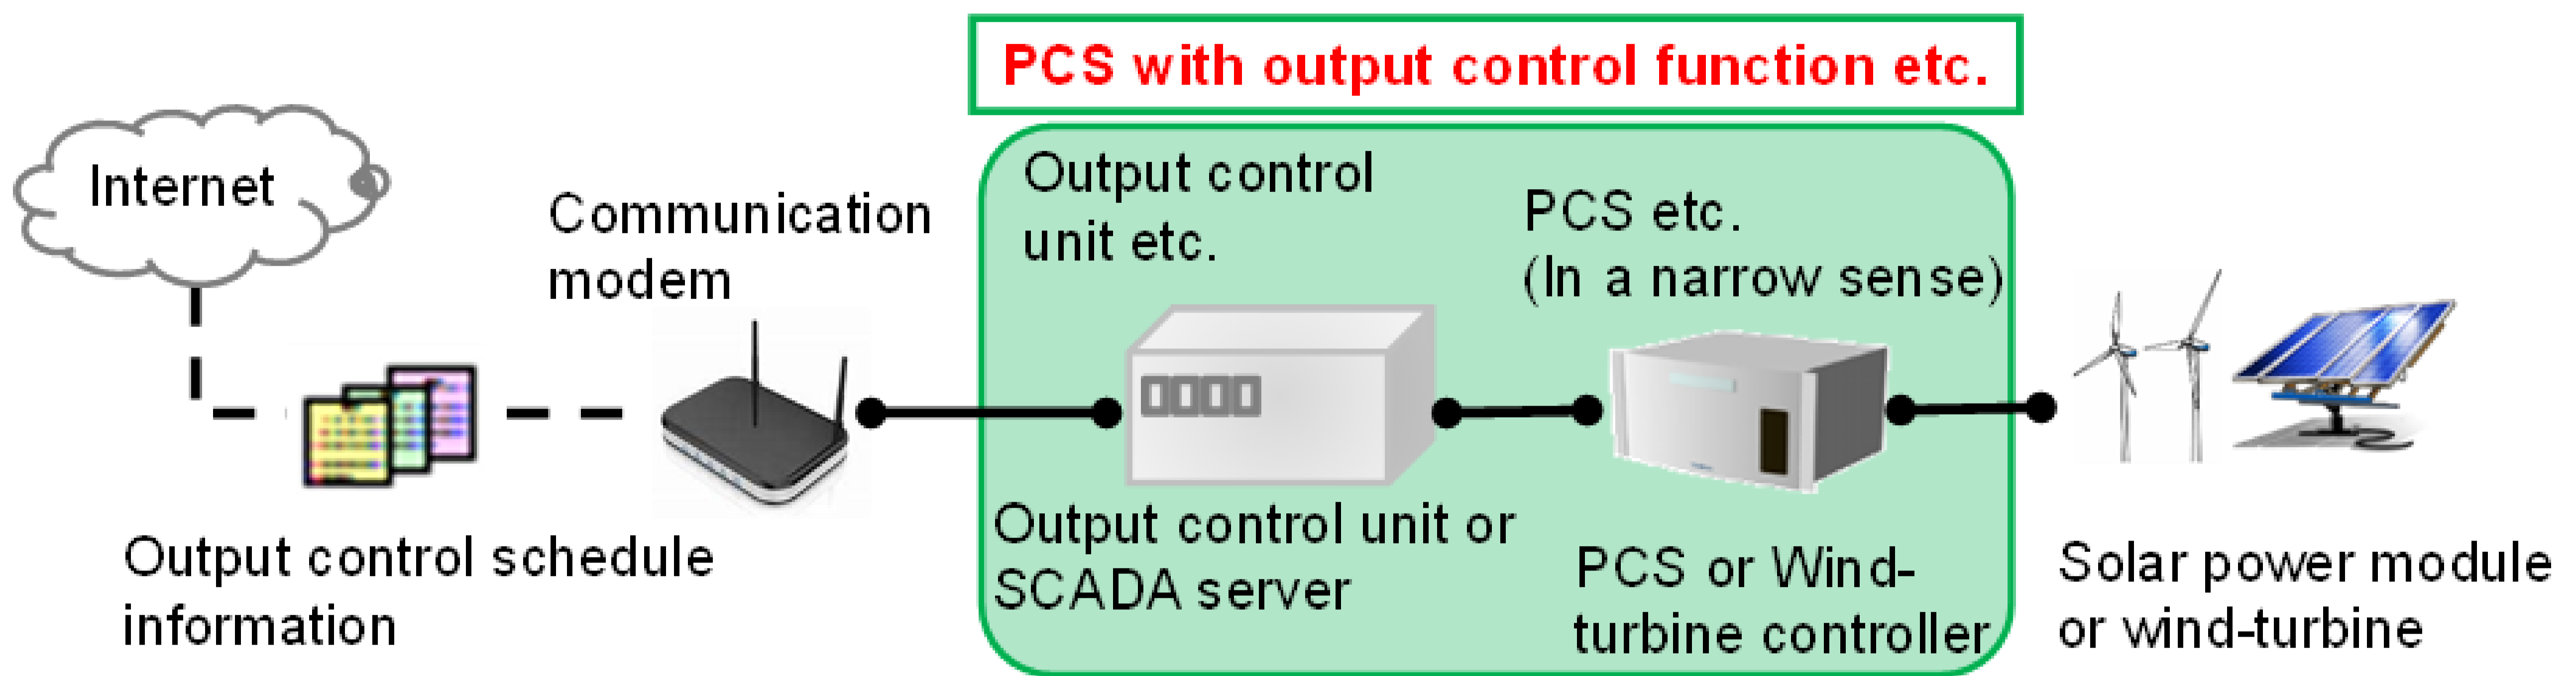 PCS with output control function etc.
Internet
Communication
modem
Output control
unit etc.
PCS etc.
(In a narrow sense)
Output control schedule
information
Output control unit or
SCADA server
PCS or Wind-
turbine controller
Solar power module
or wind-turbine